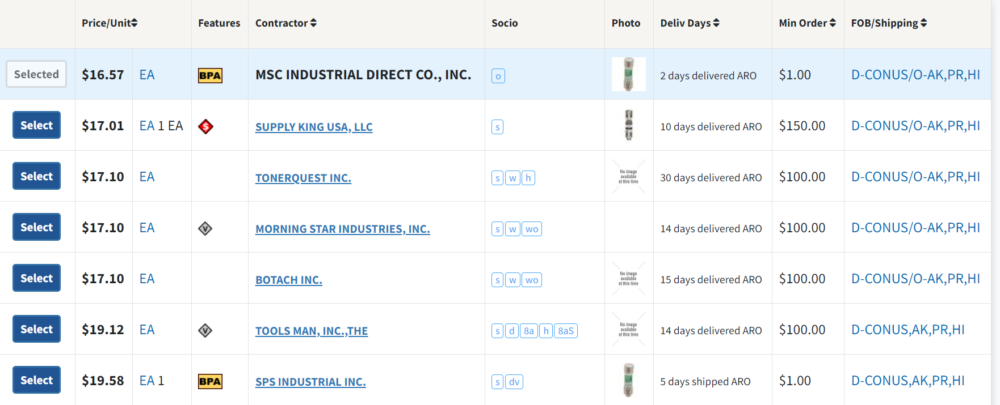 Price/Unit Features Contractor Socio Photo Deliv Days Min Order FOB/Shipping
Selected $16.57 EA BPA MSC INDUSTRIAL DIRECT CO., INC. o 2 days delivered ARO $1.00 D-CONUS/O-AK,PR,HI
Select $17.01 EA 1 EA $ SUPPLY KING USA, LLC s 10 days delivered ARO $150.00 D-CONUS/O-AK,PR,HI
Select $17.10 EA TONERQUEST INC. s w h No image available at this time 30 days delivered ARO $100.00 D-CONUS/O-AK,PR,HI
Select $17.10 EA V MORNING STAR INDUSTRIES, INC. s w wo 14 days delivered ARO $100.00 D-CONUS/O-AK,PR,HI
Select $17.10 EA BOTACH INC. s w wo No image available at this time 15 days delivered ARO $100.00 D-CONUS/O-AK,PR,HI
Select $19.12 EA V TOOLS MAN, INC.,THE s d 8a h 8aS No image available at this time 14 days delivered ARO $100.00 D-CONUS,AK,PR,HI
Select $19.58 EA 1 BPA SPS INDUSTRIAL INC. s dv 5 days shipped ARO $1.00 D-CONUS,AK,PR,HI